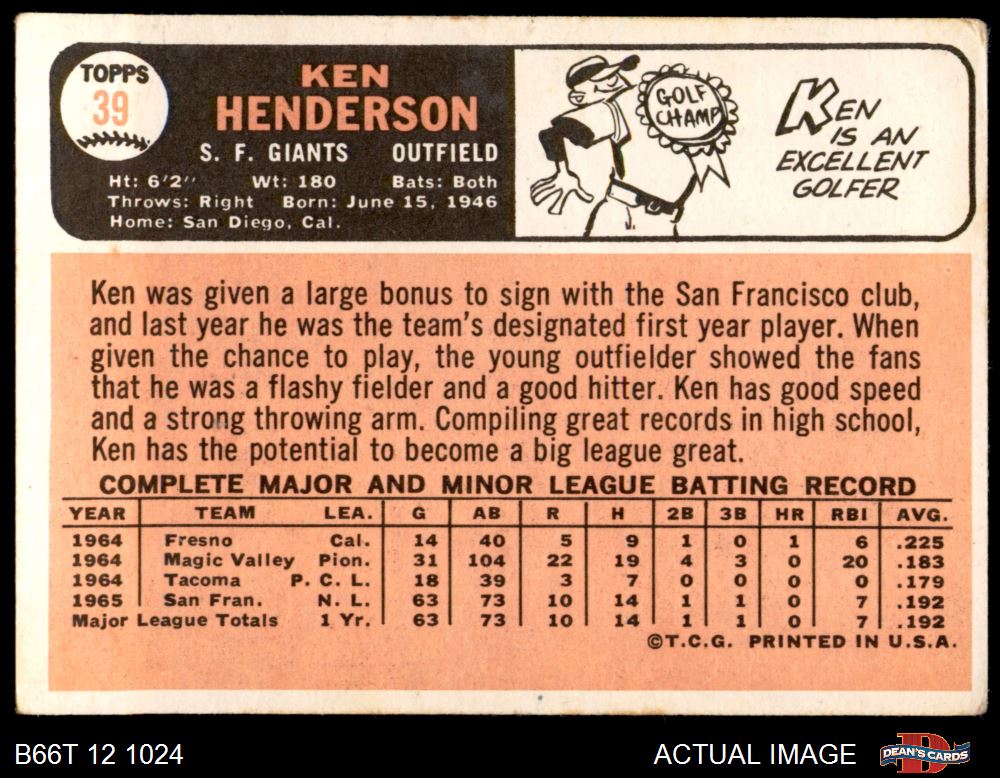 TOPPS
39
KEN
HENDERSON
S. F. GIANTS OUTFIELD
Ht: 6'2" Wt: 180 Bats: Both
Throws: Right Born: June 15, 1946
Home: San Diego, Cal.
GOLF
CHAMP
KEN
IS AN
EXCELLENT
GOLFER
Ken was given a large bonus to sign with the San Francisco club,
and last year he was the team's designated first year player. When
given the chance to play, the young outfielder showed the fans
that he was a flashy fielder and a good hitter. Ken has good speed
and a strong throwing arm. Compiling great records in high school,
Ken has the potential to become a big league great.
COMPLETE MAJOR AND MINOR LEAGUE BATTING RECORD
YEAR TEAM LEA. G AB R H 2B 3B HR RBI AVG.
1964 Fresno Cal. 14 40 5 9 1 0 1 6 .225
1964 Magic Valley Pion. 31 104 22 19 4 3 0 20 .183
1964 Tacoma P. C. L. 18 39 3 7 0 0 0 0 .179
1965 San Fran. N. L. 63 73 10 14 1 1 0 7 .192
Major League Totals 1 Yr. 63 73 10 14 1 1 0 7 .192
©T.C.G. PRINTED IN U.S.A.
B66T 12 1024 ACTUAL IMAGE DEAN'S CARDS